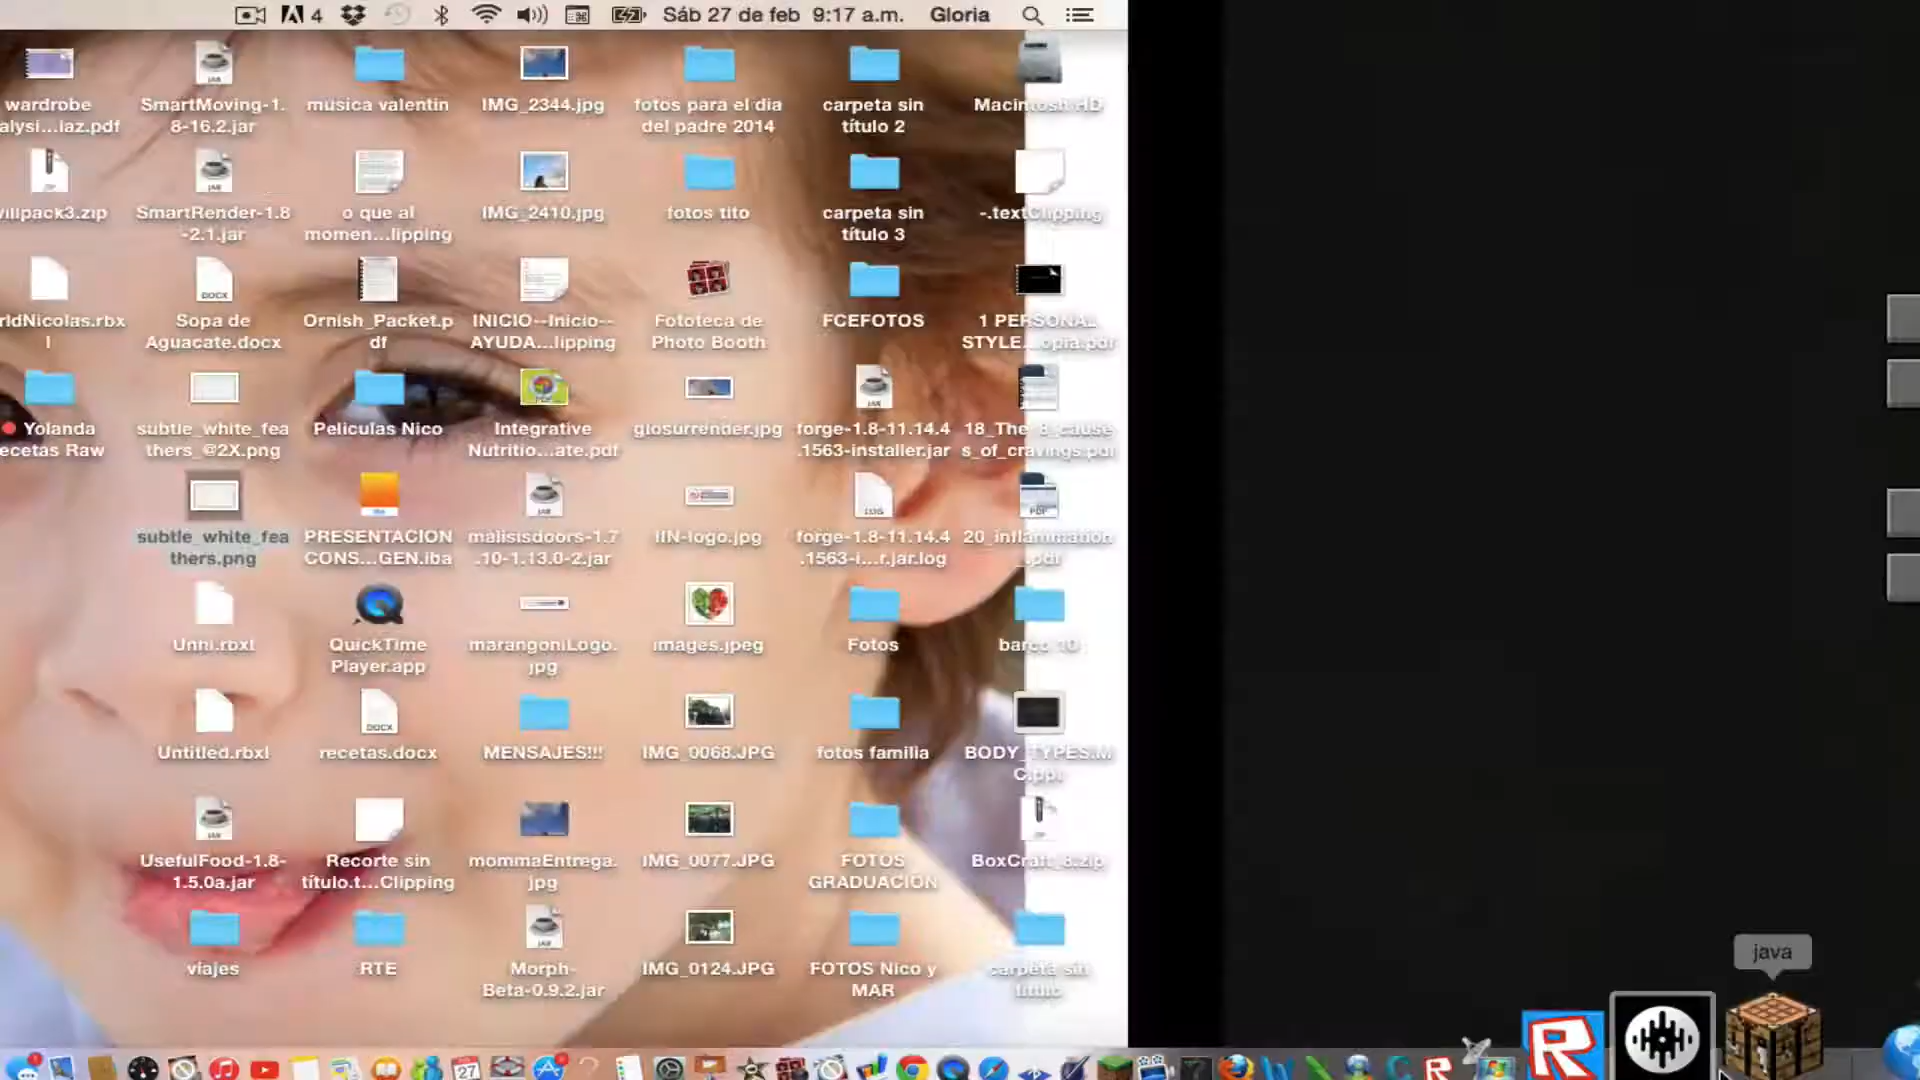 4
Sáb 27 de feb 9:17 a.m. Gloria
wardrobe
alysi...laz.pdf
SmartMoving-1.
8-16.2.jar
música valentin
IMG_2344.jpg
fotos para el dia
del padre 2014
carpeta sin
título 2
Macintosh HD
illpack3.zip
SmartRender-1.8
-2.1.jar
o que al
momen...lipping
IMG_2410.jpg
fotos tito
carpeta sin
título 3
-.textClipping
rldNicolas.rbx
l
Sopa de
Aguacate.docx
Ornish_Packet.p
df
INICIO--Inicio--
AYUDA...lipping
Fototeca de
Photo Booth
FCEFOTOS
1 PERSONAL
STYLE...opia.pdf
Yolanda
ecetas Raw
subtle_white_fea
thers_@2X.png
Peliculas Nico
Integrative
Nutritio...ate.pdf
glosurrender.jpg
forge-1.8-11.14.4
.1563-installer.jar
18_The_8_cause
s_of_cravings.pdf
subtle_white_fea
thers.png
PRESENTACION
CONS...GEN.iba
malisisdoors-1.7
.10-1.13.0-2.jar
IIN-logo.jpg
forge-1.8-11.14.4
.1563-i...r.jar.log
20_inflammation
_.pdf
Unni.rbxl
QuickTime
Player.app
marangoniLogo.
jpg
images.jpeg
Fotos
barco 10
Untitled.rbxl
recetas.docx
MENSAJES!!!
IMG_0068.JPG
fotos familia
BODY_TYPES.M
C.ppt
UsefulFood-1.8-
1.5.0a.jar
Recorte sin
título.t...Clipping
mommaEntrega.
jpg
IMG_0077.JPG
FOTOS
GRADUACIÓN
BoxCraft_8.zip
viajes
RTE
Morph-
Beta-0.9.2.jar
IMG_0124.JPG
FOTOS Nico y
MAR
carpeta sin
título
java